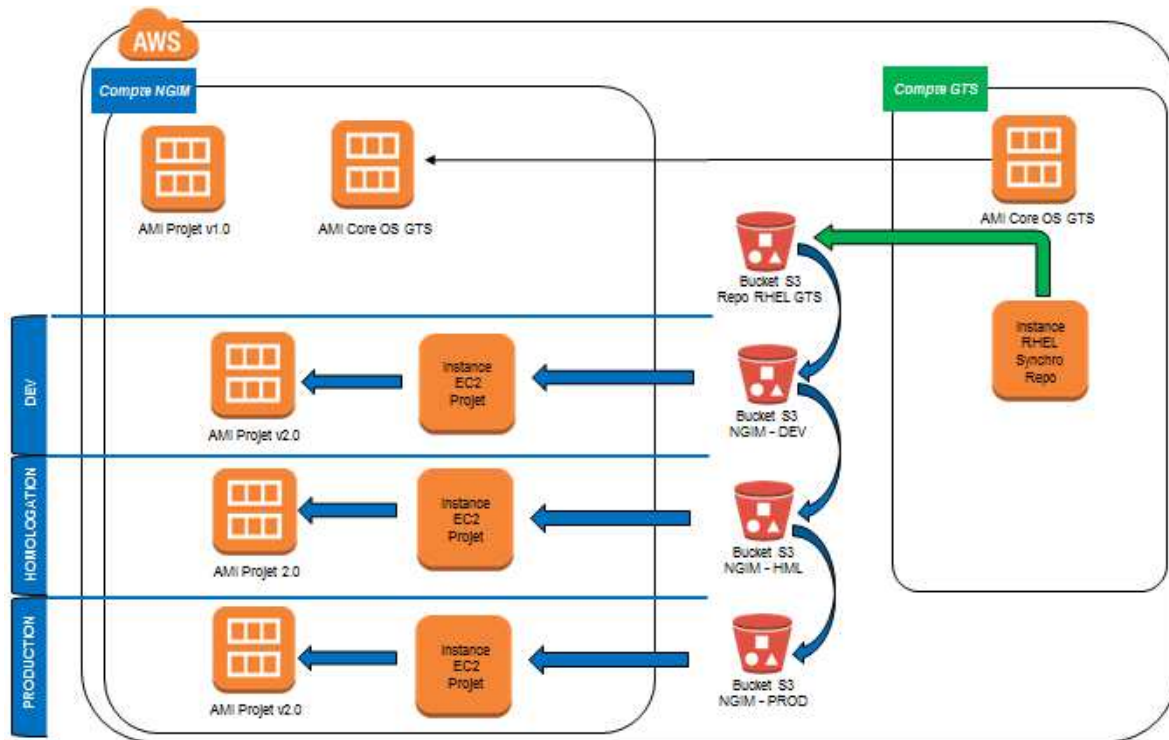 AWS
Compte NGIM
Compte GTS
AMI Projet v1.0
AMI Core OS GTS
AMI Core OS GTS
Bucket S3
Repo RHEL GTS
Instance
RHEL
Synchro
Repo
DEV
Instance
EC2
Projet
AMI Projet v2.0
Bucket S3
NGIM - DEV
HOMOLOGATION
Instance
EC2
Projet
AMI Projet 2.0
Bucket S3
NGIM - HML
PRODUCTION
Instance
EC2
Projet
AMI Projet v2.0
Bucket S3
NGIM - PROD